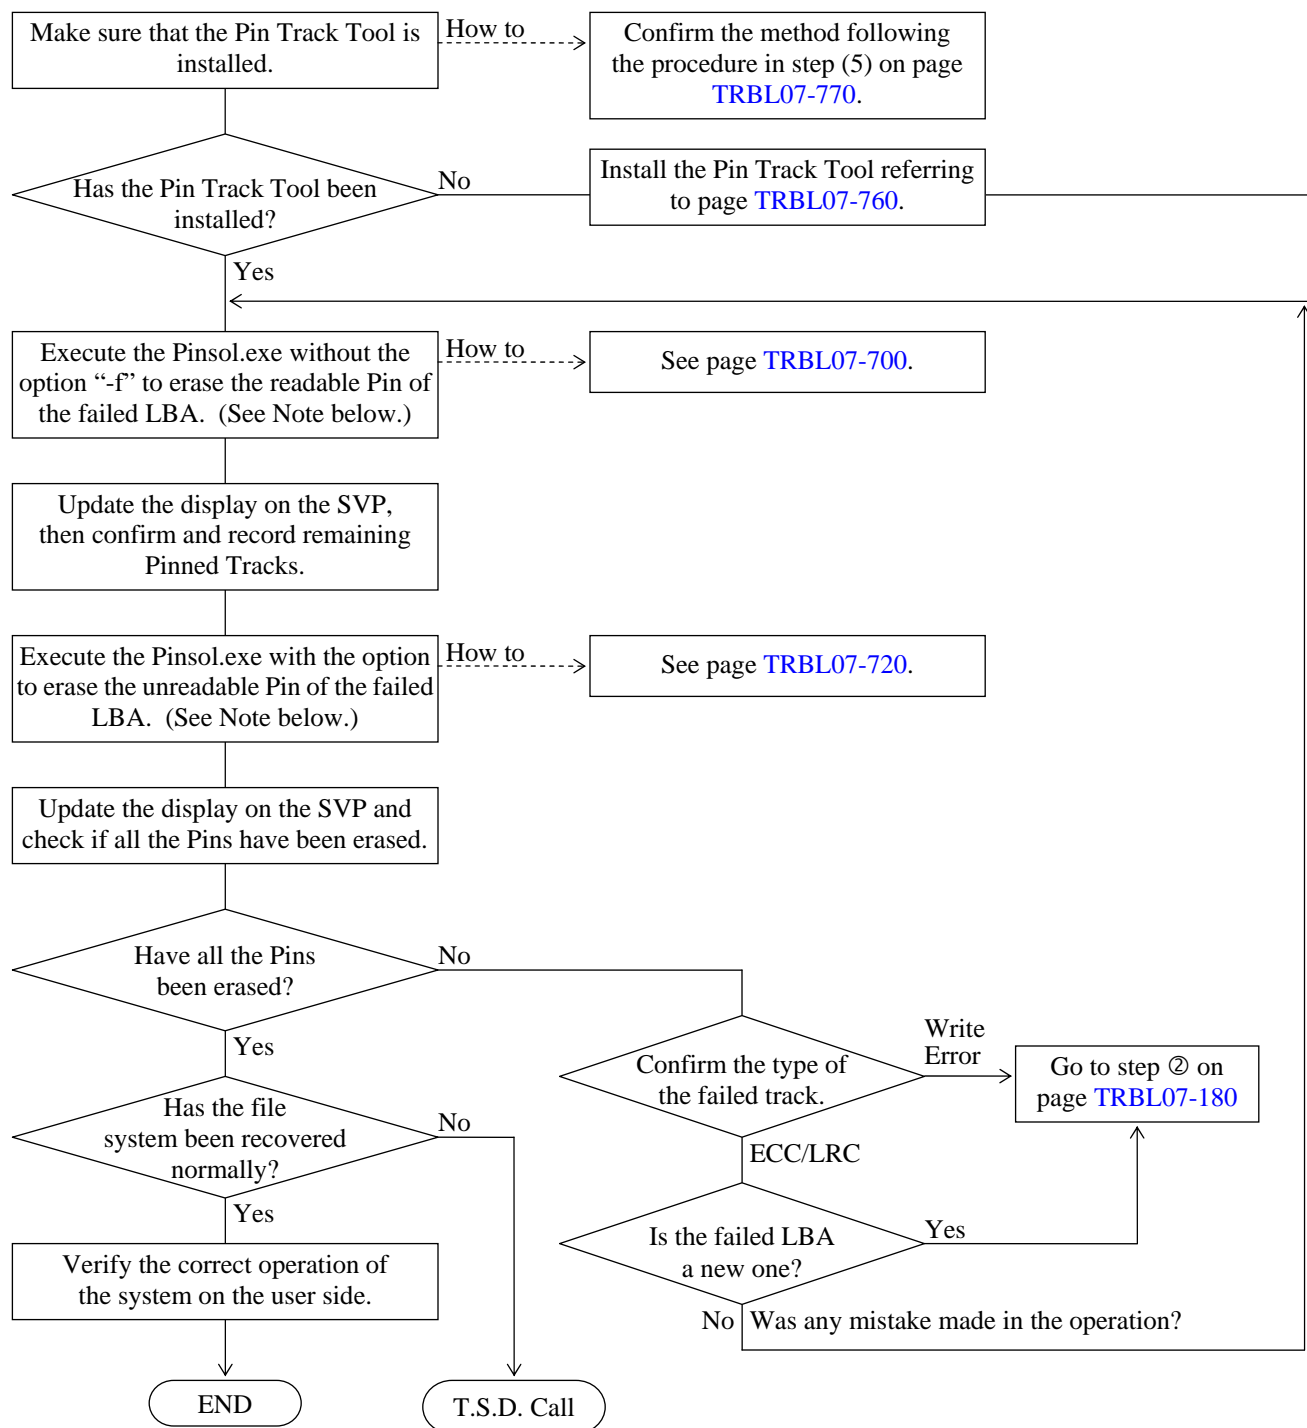 Make sure that the Pin Track Tool is
installed.
How to
Confirm the method following
the procedure in step (5) on page
TRBL07-770.
Has the Pin Track Tool been
installed?
No
Install the Pin Track Tool referring
to page TRBL07-760.
Yes
Execute the Pinsol.exe without the
option “-f” to erase the readable Pin of
the failed LBA.  (See Note below.)
How to
See page TRBL07-700.
Update the display on the SVP,
then confirm and record remaining
Pinned Tracks.
Execute the Pinsol.exe with the option
to erase the unreadable Pin of the failed
LBA.  (See Note below.)
How to
See page TRBL07-720.
Update the display on the SVP and
check if all the Pins have been erased.
Have all the Pins
been erased?
No
Yes
Confirm the type of
the failed track.
Write
Error
Go to step ② on
page TRBL07-180
ECC/LRC
Has the file
system been recovered
normally?
No
Yes
Is the failed LBA
a new one?
Yes
No
Was any mistake made in the operation?
Verify the correct operation of
the system on the user side.
END
T.S.D. Call